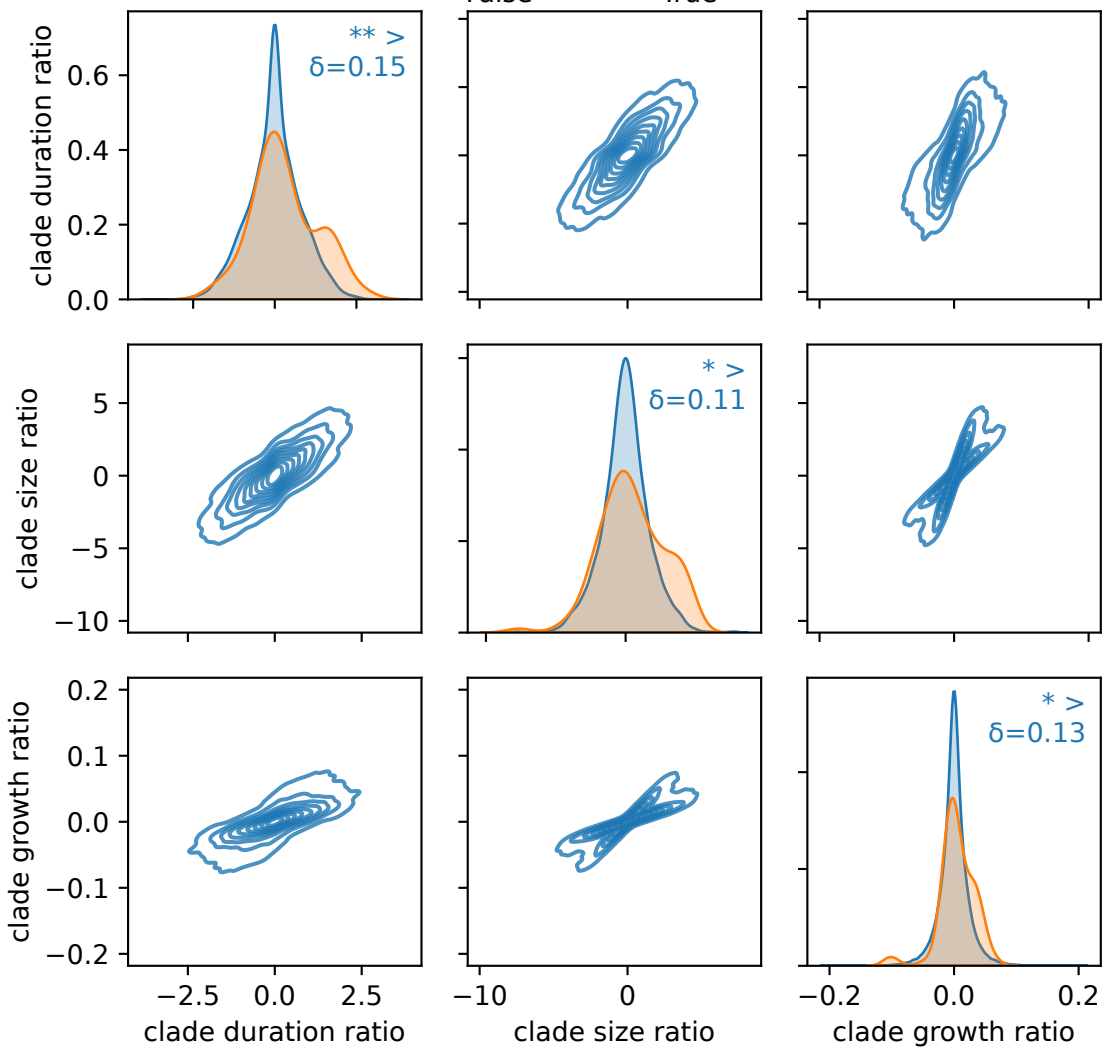 True
clade duration ratio
0.6
0.4
0.2
0.0
** >
δ=0.15
clade size ratio
5
0
−5
−10
* >
δ=0.11
clade growth ratio
0.2
0.1
0.0
−0.1
−0.2
* >
δ=0.13
−2.5 0.0 2.5
−10 0
−0.2 0.0 0.2
clade duration ratio
clade size ratio
clade growth ratio